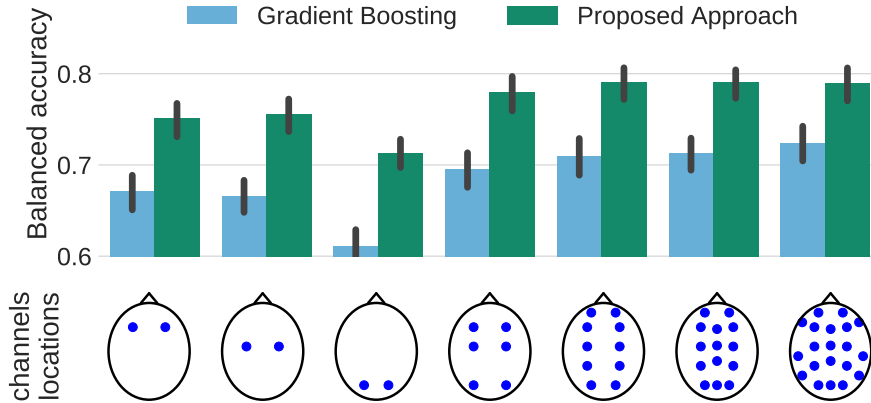 Gradient Boosting
Proposed Approach
Balanced accuracy
0.8
0.7
0.6
channels
locations